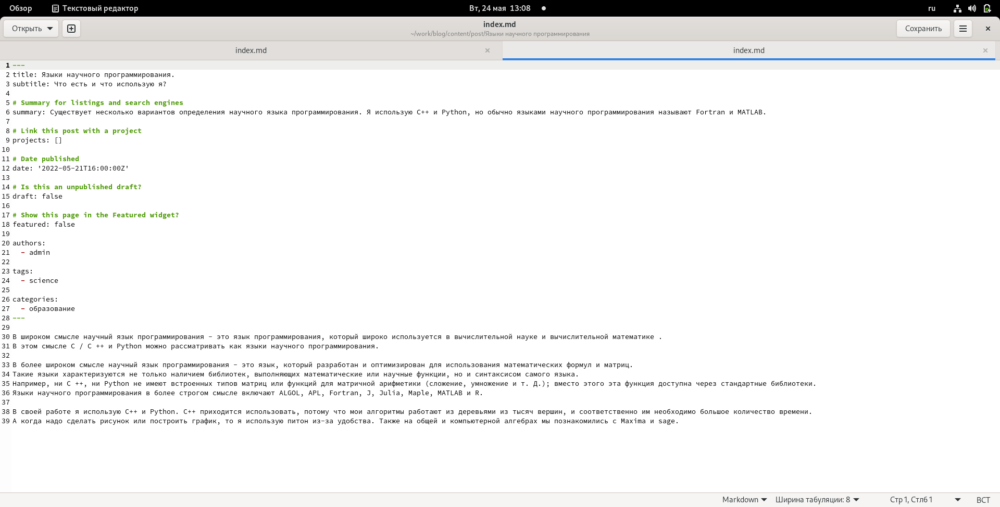 Обзор Текстовый редактор Вт, 24 мая 13:08 ru
Открыть index.md Сохранить
~/work/blog/content/post/Языки научного программирования
index.md index.md
1 ---
2 title: Языки научного программирования.
3 subtitle: Что есть и что использую я?
4
5 # Summary for listings and search engines
6 summary: Существует несколько вариантов определения научного языка программирования. Я использую C++ и Python, но обычно языками научного программирования называют Fortran и MATLAB.
7
8 # Link this post with a project
9 projects: []
10
11 # Date published
12 date: '2022-05-21T16:00:00Z'
13
14 # Is this an unpublished draft?
15 draft: false
16
17 # Show this page in the Featured widget?
18 featured: false
19
20 authors:
21 - admin
22
23 tags:
24 - science
25
26 categories:
27 - образование
28 ---
29
30 В широком смысле научный язык программирования - это язык программирования, который широко используется в вычислительной науке и вычислительной математике .
31 В этом смысле C / C ++ и Python можно рассматривать как языки научного программирования.
32
33 В более широком смысле научный язык программирования - это язык, который разработан и оптимизирован для использования математических формул и матриц.
34 Такие языки характеризуются не только наличием библиотек, выполняющих математические или научные функции, но и синтаксисом самого языка.
35 Например, ни C ++, ни Python не имеют встроенных типов матриц или функций для матричной арифметики (сложение, умножение и т. Д.); вместо этого эта функция доступна через стандартные библиотеки.
36 Языки научного программирования в более строгом смысле включают ALGOL, APL, Fortran, J, Julia, Maple, MATLAB и R.
37
38 В своей работе я использую C++ и Python. C++ приходится использовать, потому что мои алгоритмы работают из деревьями из тысяч вершин, и соответственно им необходимо большое количество времени.
39 А когда надо сделать рисунок или построить график, то я использую питон из-за удобства. Также на общей и компьютерной алгебрах мы познакомились с Maxima и sage.
Markdown Ширина табуляции: 8 Стр 1, Стлб 1 ВСТ